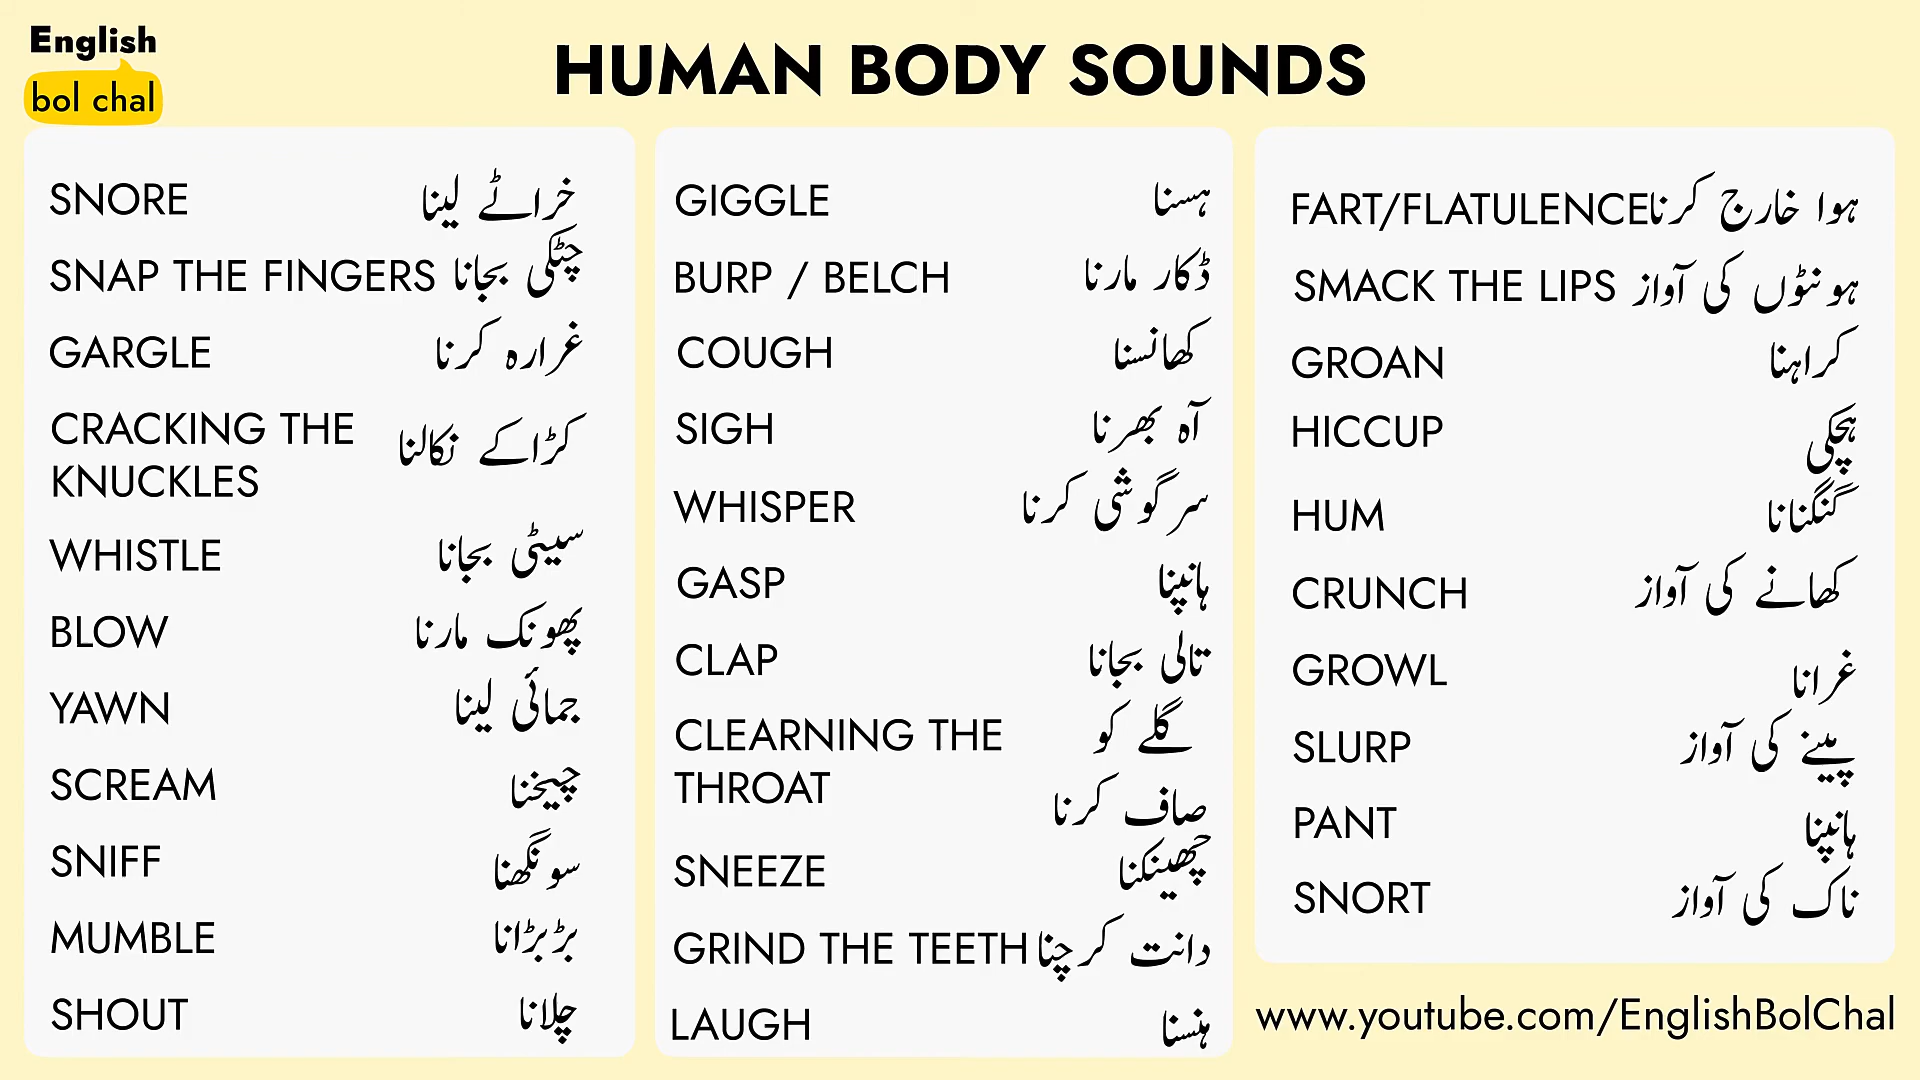 English
bol chal
HUMAN BODY SOUNDS
SNORE خراٹے لینا
SNAP THE FINGERS چٹکی بجانا
GARGLE غرارہ کرنا
CRACKING THE
KNUCKLES کڑاکے نکالنا
WHISTLE سیٹی بجانا
BLOW پھونک مارنا
YAWN جمائی لینا
SCREAM چیخنا
SNIFF سونگھنا
MUMBLE بڑبڑانا
SHOUT چلانا
GIGGLE ہسنا
BURP / BELCH ڈکار مارنا
COUGH کھانسنا
SIGH آہ بھرنا
WHISPER سرگوشی کرنا
GASP ہانپنا
CLAP تالی بجانا
CLEARNING THE گلے کو
THROAT صاف کرنا
SNEEZE چھینکنا
GRIND THE TEETH دانت کرچنا
LAUGH ہنسنا
FART/FLATULENCE ہوا خارج کرنا
SMACK THE LIPS ہونٹوں کی آواز
GROAN کراہنا
HICCUP ہچکی
HUM گنگنانا
CRUNCH کھانے کی آواز
GROWL غرانا
SLURP پینے کی آواز
PANT ہانپنا
SNORT ناک کی آواز
www.youtube.com/EnglishBolChal